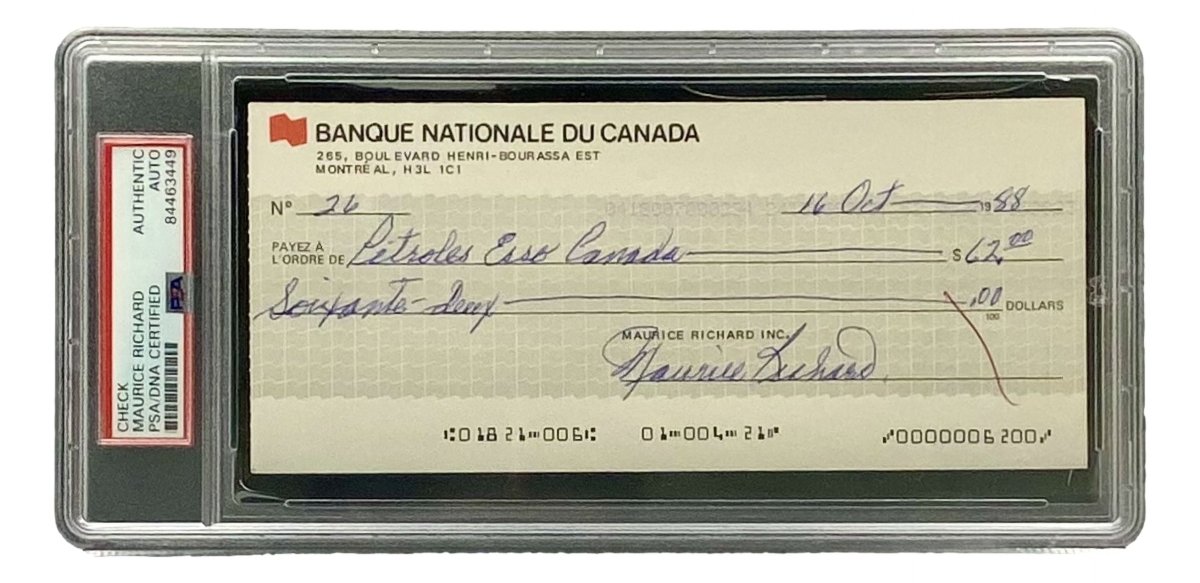 AUTHENTIC
AUTO
84463449
CHECK
MAURICE RICHARD
PSA/DNA CERTIFIED
PSA
BANQUE NATIONALE DU CANADA
265, BOULEVARD HENRI-BOURASSA EST
MONTRÉAL, H3L 1C1
Nº 26 16 Oct 1988
PAYEZ À L'ORDRE DE Pétroles Esso Canada $ 62.00
Soixante-deux .00/100 DOLLARS
MAURICE RICHARD INC.
Maurice Richard
⑆01821⑉006⑆ 01⑉004⑉21⑈ ⑇0000006200⑇